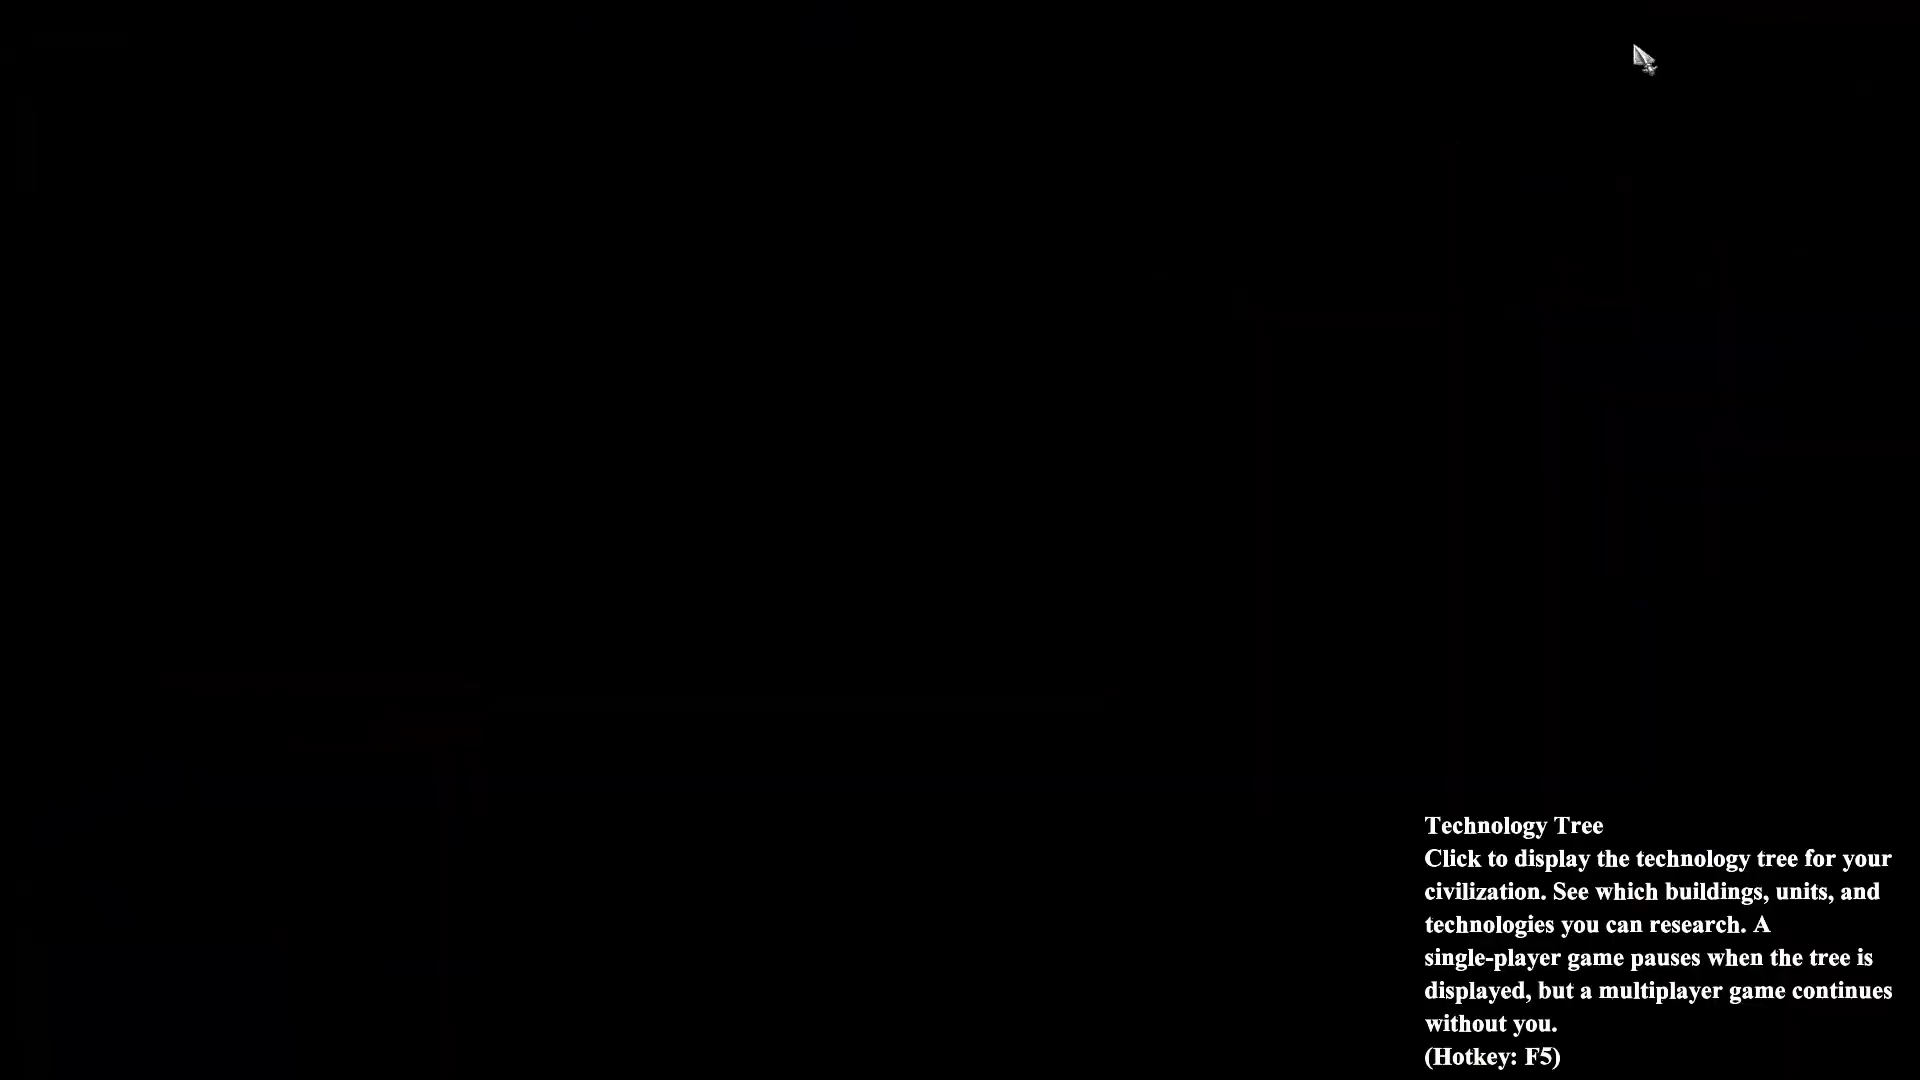 Technology Tree
Click to display the technology tree for your
civilization. See which buildings, units, and
technologies you can research. A
single-player game pauses when the tree is
displayed, but a multiplayer game continues
without you.
(Hotkey: F5)